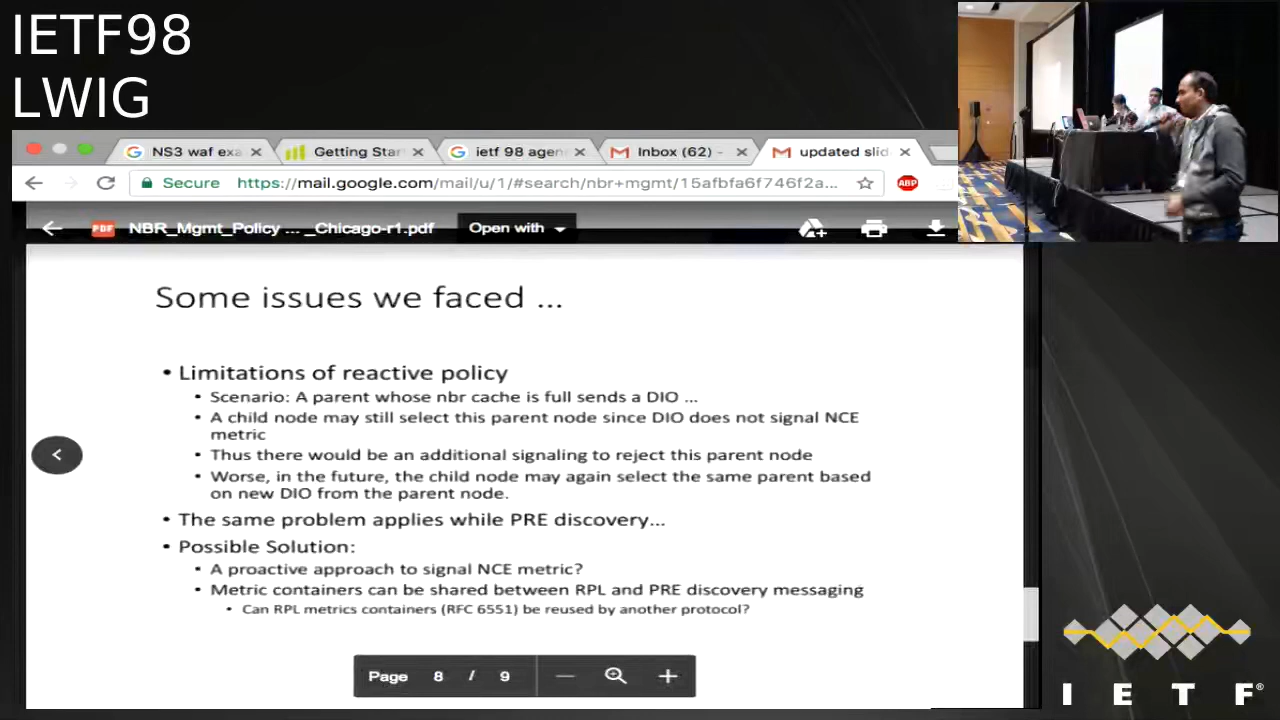 IETF98
LWIG
NS3 waf exa
Getting Star
ietf 98 agen
Inbox (62) -
updated slid
Secure https://mail.google.com/mail/u/1/#search/nbr+mgmt/15afbfa6f746f2a...
ABP
PDF NBR_Mgmt_Policy ... _Chicago-r1.pdf Open with
Some issues we faced ...
• Limitations of reactive policy
• Scenario: A parent whose nbr cache is full sends a DIO ...
• A child node may still select this parent node since DIO does not signal NCE
metric
• Thus there would be an additional signaling to reject this parent node
• Worse, in the future, the child node may again select the same parent based
on new DIO from the parent node.
• The same problem applies while PRE discovery...
• Possible Solution:
• A proactive approach to signal NCE metric?
• Metric containers can be shared between RPL and PRE discovery messaging
• Can RPL metrics containers (RFC 6551) be reused by another protocol?
Page 8 / 9
I E T F®